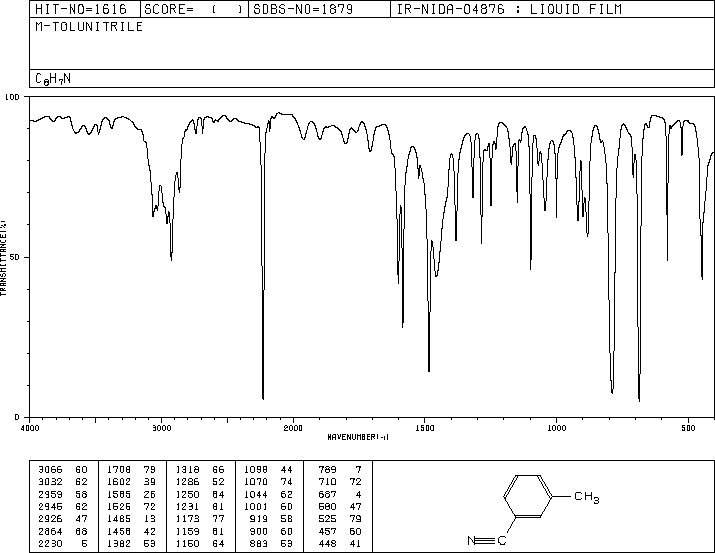 HIT-NO=1616 SCORE= ( ) SDBS-NO=1879 IR-NIDA-04876 : LIQUID FILM
M-TOLUNITRILE
C8H7N
100
50
0
TRANSMITTANCE(%)
4000 3000 2000 1500 1000 500
WAVENUMBER(-1)
3066 60 1708 79 1318 66 1098 44 789 7
3032 62 1602 39 1286 52 1070 74 710 72
2959 58 1585 26 1250 64 1044 62 687 4
2945 62 1526 72 1231 81 1001 60 580 47
2926 47 1485 13 1173 77 919 58 525 79
2864 68 1458 42 1159 81 900 60 457 50
2230 5 1382 53 1150 64 883 53 448 41
CH3
N C